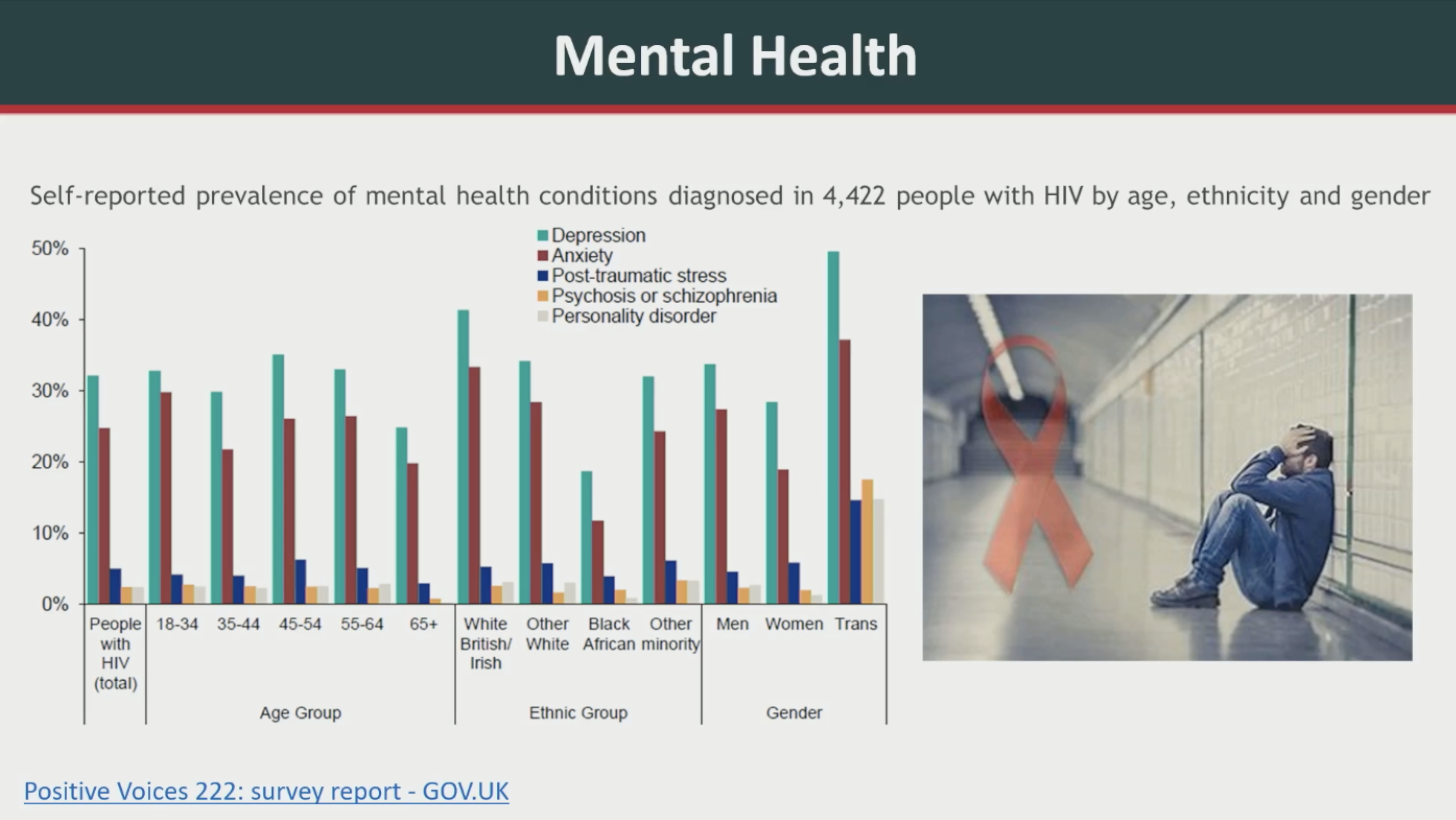 Mental Health
Self-reported prevalence of mental health conditions diagnosed in 4,422 people with HIV by age, ethnicity and gender
Depression
Anxiety
Post-traumatic stress
Psychosis or schizophrenia
Personality disorder
50%
40%
30%
20%
10%
0%
People with HIV (total)
18-34
35-44
45-54
55-64
65+
White British/ Irish
Other White
Black African
Other minority
Men
Women
Trans
Age Group
Ethnic Group
Gender
Positive Voices 222: survey report - GOV.UK